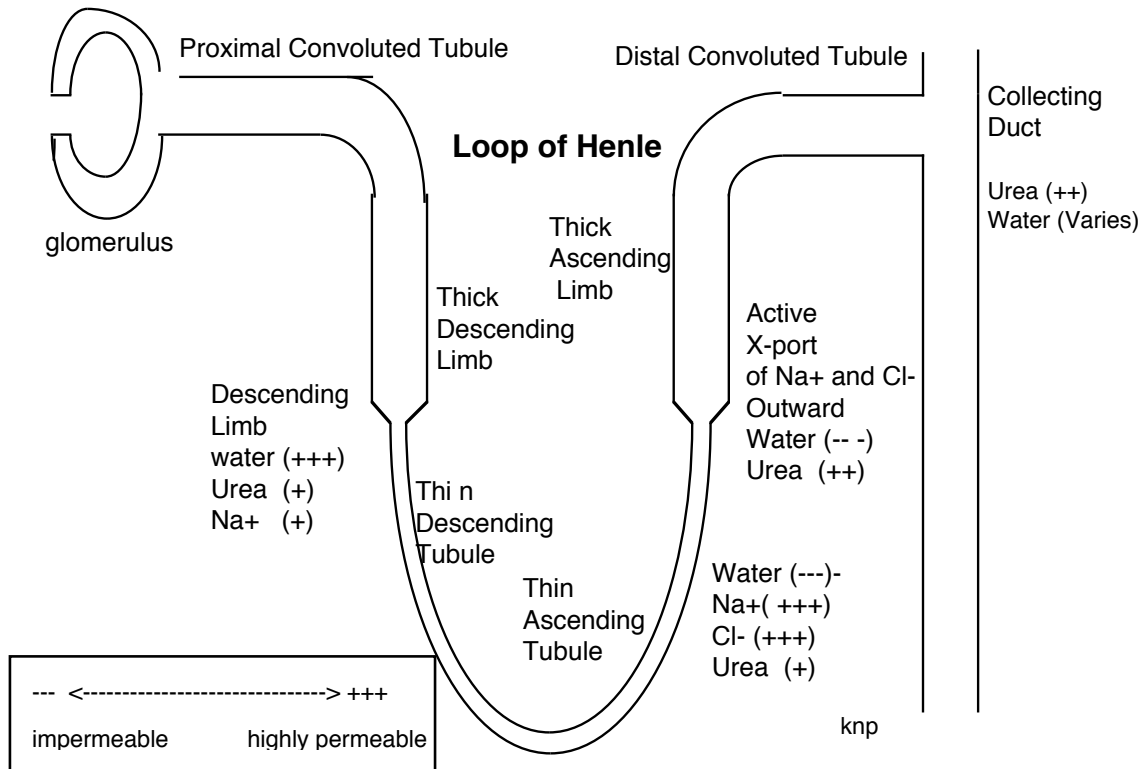 Proximal Convoluted Tubule
Distal Convoluted Tubule
Collecting
Duct
Urea (++)
Water (Varies)
Loop of Henle
glomerulus
Thick
Ascending
Limb
Thick
Descending
Limb
Active
X-port
of Na+ and Cl-
Outward
Water (-- -)
Urea (++)
Descending
Limb
water (+++)
Urea (+)
Na+ (+)
Thi n
Descending
Tubule
Thin
Ascending
Tubule
Water (---)-
Na+( +++)
Cl- (+++)
Urea (+)
--- <------------------------------> +++
impermeable highly permeable
knp